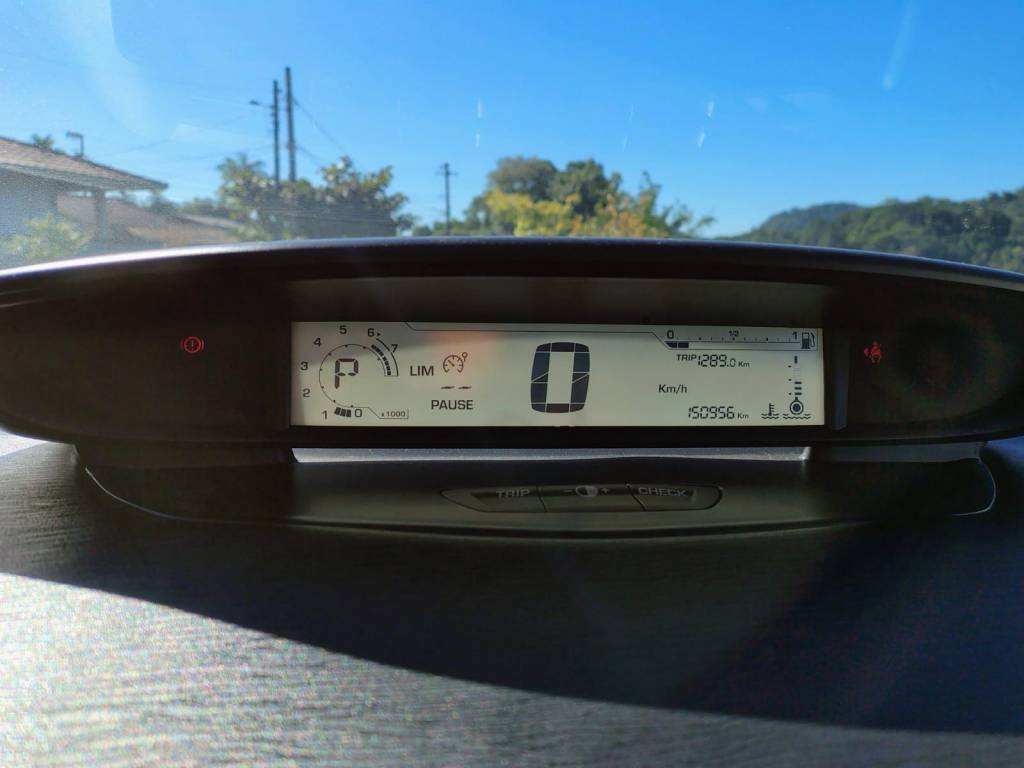 0 1/2 1
5 6
4 7
TRIP 1289.0 Km
3 P
LIM
0
2
Km/h
PAUSE --
1 0 x1000
150956 Km
TRIP - + CHECK